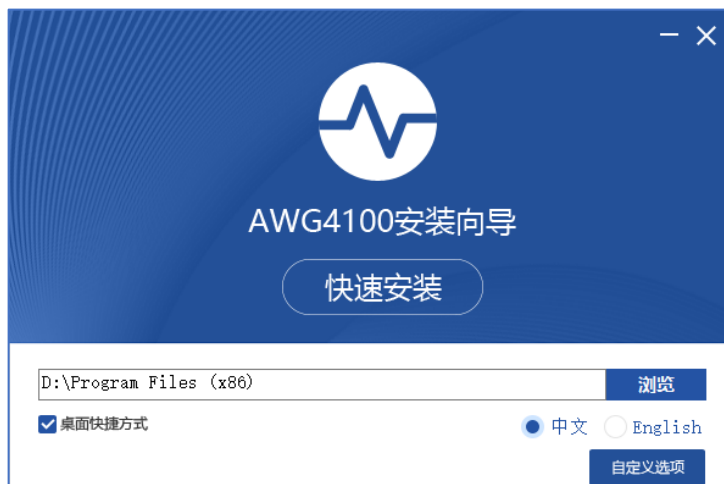 AWG4100安装向导
快速安装
D:\Program Files (x86)
浏览
桌面快捷方式
中文
English
自定义选项